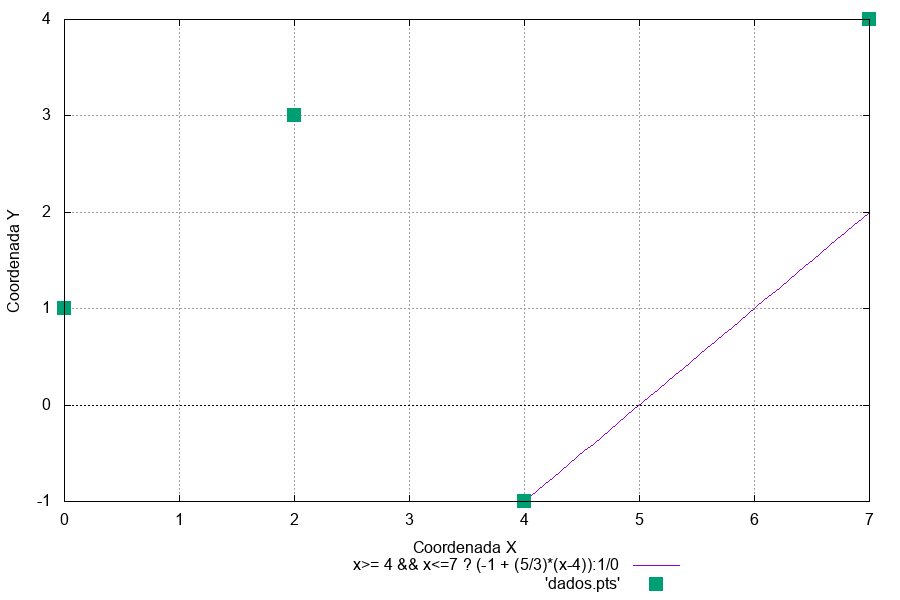 4
3
2
1
0
-1
Coordenada Y
0 1 2 3 4 5 6 7
Coordenada X
x>= 4 && x<=7 ? (-1 + (5/3)*(x-4)):1/0
'dados.pts'